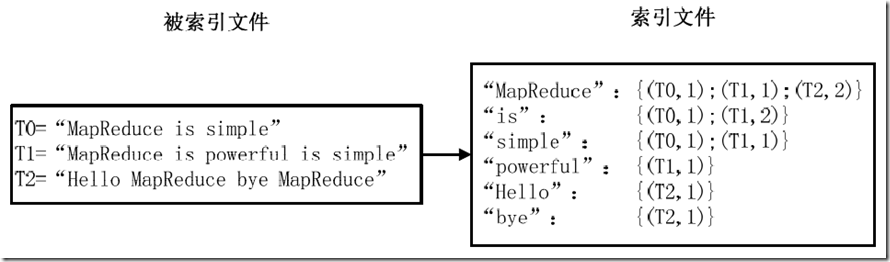 被索引文件
T0=“MapReduce is simple”
T1=“MapReduce is powerful is simple”
T2=“Hello MapReduce bye MapReduce”
索引文件
“MapReduce”: {(T0,1);(T1,1);(T2,2)}
“is”: {(T0,1);(T1,2)}
“simple”: {(T0,1);(T1,1)}
“powerful”: {(T1,1)}
“Hello”: {(T2,1)}
“bye”: {(T2,1)}